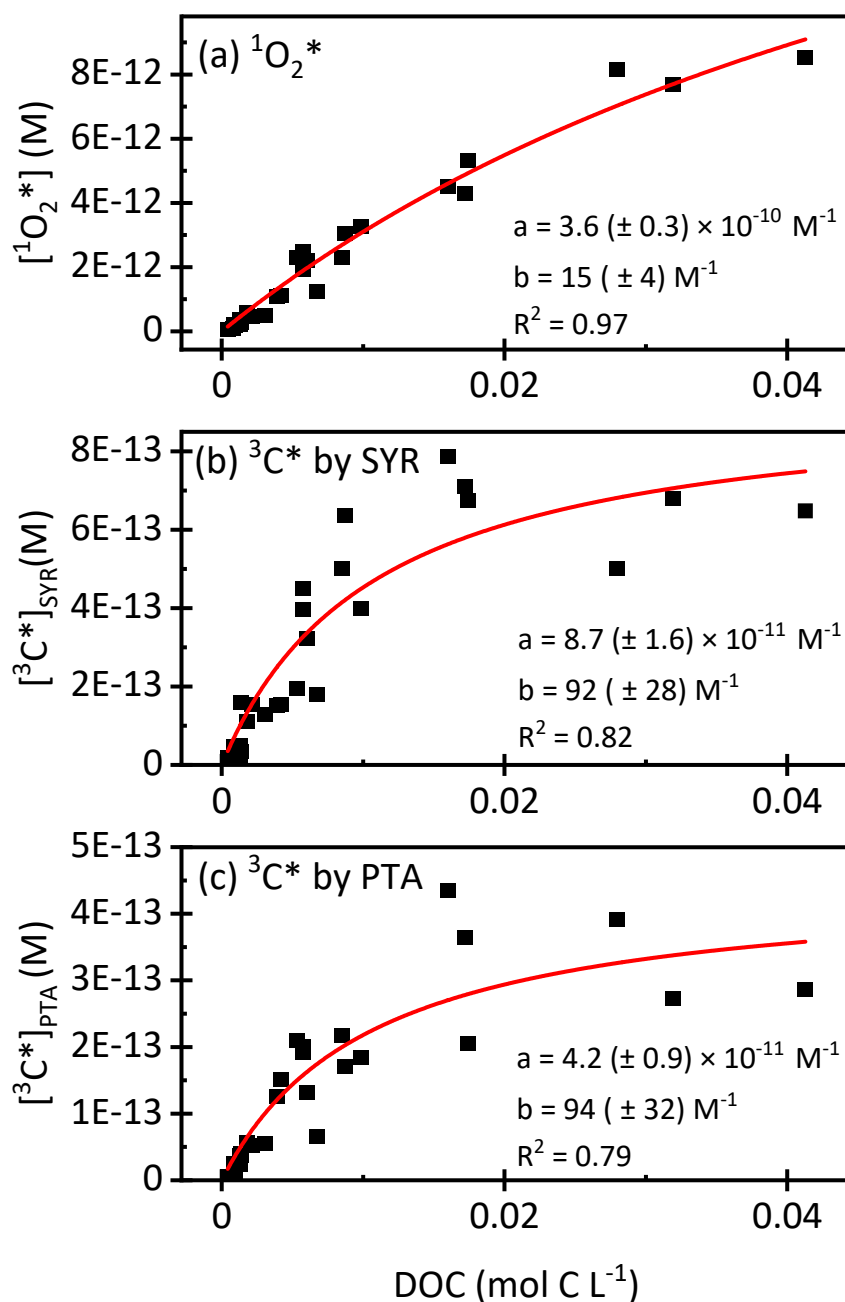 (a) ¹O₂*
[¹O₂*] (M)
8E-12
6E-12
4E-12
2E-12
0
a = 3.6 (± 0.3) × 10⁻¹⁰ M⁻¹
b = 15 ( ± 4) M⁻¹
R² = 0.97
0 0.02 0.04
(b) ³C* by SYR
[³C*]SYR(M)
8E-13
6E-13
4E-13
2E-13
0
a = 8.7 (± 1.6) × 10⁻¹¹ M⁻¹
b = 92 ( ± 28) M⁻¹
R² = 0.82
0 0.02 0.04
(c) ³C* by PTA
[³C*]PTA(M)
5E-13
4E-13
3E-13
2E-13
1E-13
0
a = 4.2 (± 0.9) × 10⁻¹¹ M⁻¹
b = 94 ( ± 32) M⁻¹
R² = 0.79
0 0.02 0.04
DOC (mol C L⁻¹)